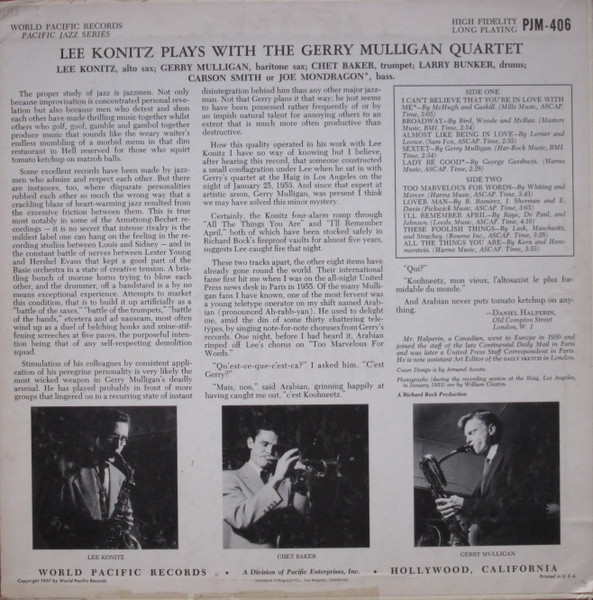 WORLD PACIFIC RECORDS
PACIFIC JAZZ SERIES
HIGH FIDELITY
LONG PLAYING
PJM-406
LEE KONITZ PLAYS WITH THE GERRY MULLIGAN QUARTET
LEE KONITZ, alto sax; GERRY MULLIGAN, baritone sax; CHET BAKER, trumpet; LARRY BUNKER, drums;
CARSON SMITH or JOE MONDRAGON*, bass.
The proper study of jazz is jazzmen. Not only
because improvisation is concentrated personal reve-
lation but also because men who detest and shun
each other have made thrilling music together whilst
others who golf, goof, gamble and gambol together
produce music that sounds like the weary waiter's
endless mumbling of a morbid menu in that dim
restaurant in Hell reserved for those who squirt
tomato ketchup on matzoh balls.
Some excellent records have been made by jazz-
men who admire and respect each other. But there
are instances, too, where disparate personalities
rubbed each other so much the wrong way that a
crackling blaze of heart-warming jazz resulted from
the excessive friction between them. This is true
most notably in some of the Armstrong-Bechet re-
cordings — it is no secret that intense rivalry is the
mildest label one can hang on the feeling in the re-
cording studios between Louis and Sidney — and in
the constant battle of nerves between Lester Young
and Hershel Evans that kept a good part of the
Basie orchestra in a state of creative tension. A bris-
tling bunch of morose horns trying to blow each
other, and the drummer, off a bandstand is a by no
means exceptional experience. Attempts to market
this condition, that is to build it up artificially as a
"battle of the saxes," "battle of the trumpets," "battle
of the bands," etcetera and ad nauseam, most often
wind up as a duel of belching honks and spine-stif-
fening screeches at five paces, the purposeful inten-
tion being that of any self-respecting demolition
squad.
Stimulation of his colleagues by consistent appli-
cation of his peregrine personality is very likely the
most wicked weapon in Gerry Mulligan's deadly
arsenal. He has played probably in front of more
groups that lingered on in a recurring state of instant
disintegration behind him than any other major jazz-
man. Not that Gerry plans it that way; he just seems
to have been possessed rather frequently of or by
an impish natural talent for annoying others to an
extent that is much more often productive than
destructive.
How this quality operated in his work with Lee
Konitz I have no way of knowing but I believe,
after hearing this record, that someone constructed
a small conflagration under Lee when he sat in with
Gerry's quartet at the Haig in Los Angeles on the
night of January 25, 1953. And since that expert at
artistic arson, Gerry Mulligan, was present I think
we may have solved this minor mystery.
Certainly, the Konitz four-alarm romp through
"All The Things You Are" and "I'll Remember
April," both of which have been stocked safely in
Richard Bock's fireproof vaults for almost five years,
suggests Lee caught fire that night.
These two tracks apart, the other eight items have
already gone round the world. Their international
fame first hit me when I was on the all-night United
Press news desk in Paris in 1955. Of the many Mulli-
gan fans I have known, one of the most fervent was
a young teletype operator on my shift named Arab-
ian (pronounced Ah-rahb-yan). He used to delight
me, amid the din of some thirty chattering tele-
types, by singing note-for-note choruses from Gerry's
records. One night, before I had heard it, Arabian
ripped off Lee's chorus on "Too Marvelous For
Words."
"Qu'est-ce-que-c'est-ca?" I asked him. "C'est
Gerry?"
"Mais, non," said Arabian, grinning happily at
having caught me out, "c'est Koohneetz."
SIDE ONE
I CAN'T BELIEVE THAT YOU'RE IN LOVE WITH
ME*—By McHugh and Gaskill. (Mills Music, ASCAP.
Time, 3:05)
BROADWAY—By Bird, Woode and McRae. (Masters
Music, BMI. Time, 2:54)
ALMOST LIKE BEING IN LOVE—By Lerner and
Loewe. (Sam Fox, ASCAP. Time, 2:35)
SEXTET—By Gerry Mulligan. (Yar-Rock Music, BMI.
Time, 2:54)
LADY BE GOOD*—By George Gershwin. (Harms
Music, ASCAP. Time, 2:28)
SIDE TWO
TOO MARVELOUS FOR WORDS—By Whiting and
Mercer. (Harms Music, ASCAP. Time, 3:45)
LOVER MAN—By R. Ramirez, J. Sherman and E.
Davis (Pickwick Music, ASCAP. Time, 3:01)
I'LL REMEMBER APRIL—By Raye, De Paul, and
Johnson. (Leeds, Music, ASCAP. Time, 4:10)
THESE FOOLISH THINGS—By Link, Maschwitz,
and Strachey (Bourne Inc., ASCAP. Time, 3:28)
ALL THE THINGS YOU ARE—By Kern and Ham-
merstein. (Harms Music, ASCAP. Time, 3:55)
"Qui?"
"Koohneetz, mon vieux, l'altosaxist le plus for-
midable du monde."
And Arabian never puts tomato ketchup on any-
thing.
—DANIEL HALPERIN,
Old Compton Street
London, W. 1
Mr. Halperin, a Canadian, went to Europe in 1950 and
joined the staff of the late Continental Daily Mail in Paris
and was later a United Press Staff Correspondent in Paris.
He is now assistant Art Editor of the DAILY SKETCH in London.
Cover Design is by Armand Acosta.
Photographs (during the recording session at the Haig, Los Angeles,
in January 1953) are by William Claxton.
A Richard Bock Production
LEE KONITZ
CHET BAKER
GERRY MULLIGAN
WORLD PACIFIC RECORDS • A Division of Pacific Enterprises, Inc. • HOLLYWOOD, CALIFORNIA
Copyright 1957 by World Pacific Records
Printed in U.S.A.